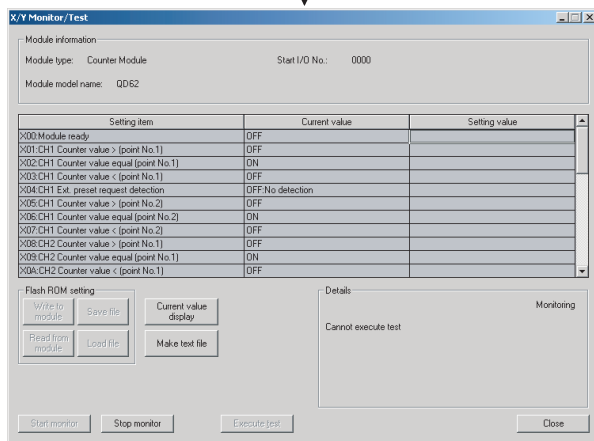 X/Y Monitor/Test
Module information
Module type: Counter Module Start I/O No.: 0000
Module model name: QD62
Setting item Current value Setting value
X00:Module ready OFF
X01:CH1 Counter value > (point No.1) OFF
X02:CH1 Counter value equal (point No.1) ON
X03:CH1 Counter value < (point No.1) OFF
X04:CH1 Ext. preset request detection OFF:No detection
X05:CH1 Counter value > (point No.2) OFF
X06:CH1 Counter value equal (point No.2) ON
X07:CH1 Counter value < (point No.2) OFF
X08:CH2 Counter value > (point No.1) OFF
X09:CH2 Counter value equal (point No.1) ON
X0A:CH2 Counter value < (point No.1) OFF
Flash ROM setting
Write to module
Save file
Current value display
Read from module
Load file
Make text file
Details
Monitoring
Cannot execute test
Start monitor Stop monitor Execute test Close